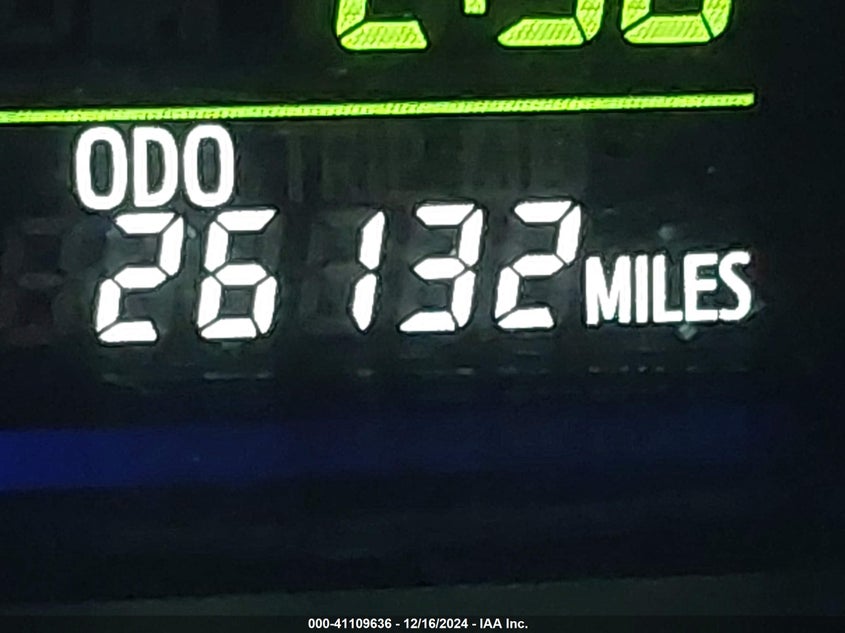 ODO
26132 MILES
000-41109636 - 12/16/2024 - IAA Inc.